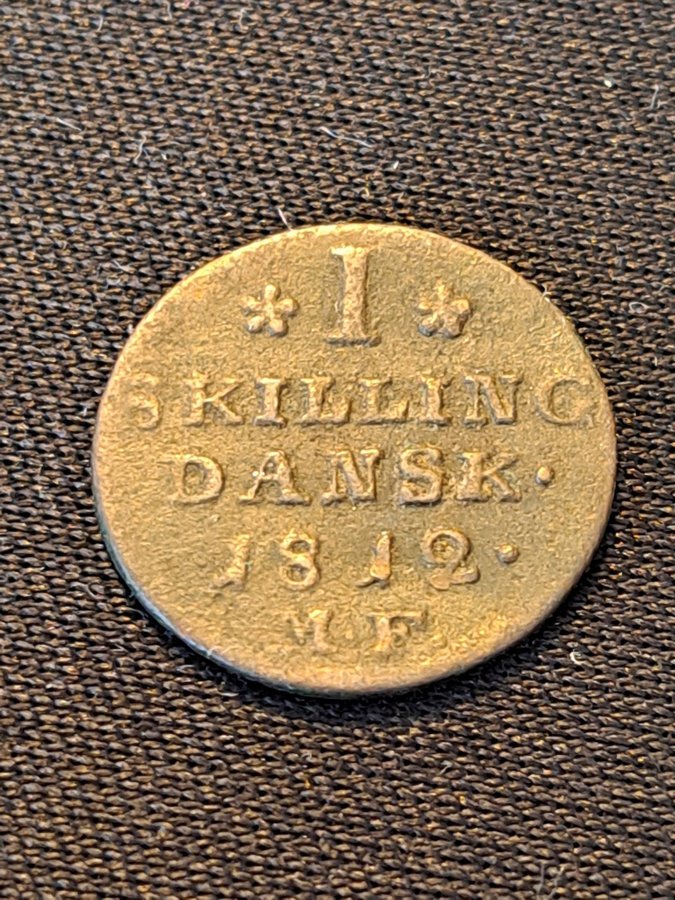 * 1 *
SKILLING
DANSK·
1812·
M·F